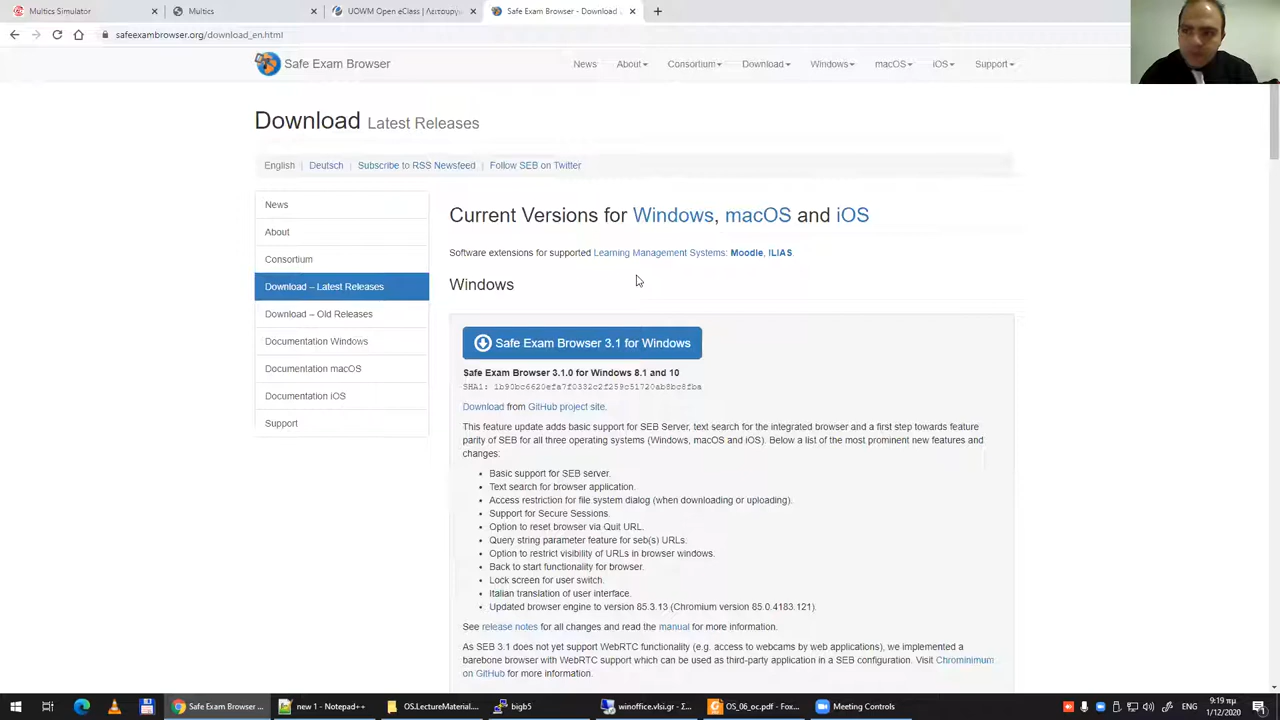 Multics Simulator
Multics
UOWM Open eClass | Λειτουργι
Safe Exam Browser - Download
safeexambrowser.org/download_en.html
Safe Exam Browser
News
About
Consortium
Download
Windows
macOS
iOS
Support
Download Latest Releases
English | Deutsch | Subscribe to RSS Newsfeed | Follow SEB on Twitter
News
About
Consortium
Download – Latest Releases
Download – Old Releases
Documentation Windows
Documentation macOS
Documentation iOS
Support
Current Versions for Windows, macOS and iOS
Software extensions for supported Learning Management Systems: Moodle, ILIAS.
Windows
Safe Exam Browser 3.1 for Windows
Safe Exam Browser 3.1.0 for Windows 8.1 and 10
SHA1: 1b90bc6620efa7f0332c2f259c51720ab8bc8fba
Download from GitHub project site.
This feature update adds basic support for SEB Server, text search for the integrated browser and a first step towards feature
parity of SEB for all three operating systems (Windows, macOS and iOS). Below a list of the most prominent new features and
changes:
• Basic support for SEB server.
• Text search for browser application.
• Access restriction for file system dialog (when downloading or uploading).
• Support for Secure Sessions.
• Option to reset browser via Quit URL.
• Query string parameter feature for seb(s) URLs.
• Option to restrict visibility of URLs in browser windows.
• Back to start functionality for browser.
• Lock screen for user switch.
• Italian translation of user interface.
• Updated browser engine to version 85.3.13 (Chromium version 85.0.4183.121).
See release notes for all changes and read the manual for more information.
As SEB 3.1 does not yet support WebRTC functionality (e.g. access to webcams by web applications), we implemented a
barebone browser with WebRTC support which can be used as third-party application in a SEB configuration. Visit Chrominimum
on GitHub for more information.
Safe Exam Browser ...
new 1 - Notepad++
OS.LectureMaterial...
big5
winoffice.vlsi.gr - Σ...
OS_06_oc.pdf - Fox...
Meeting Controls
ENG
9:19 πμ
1/12/2020